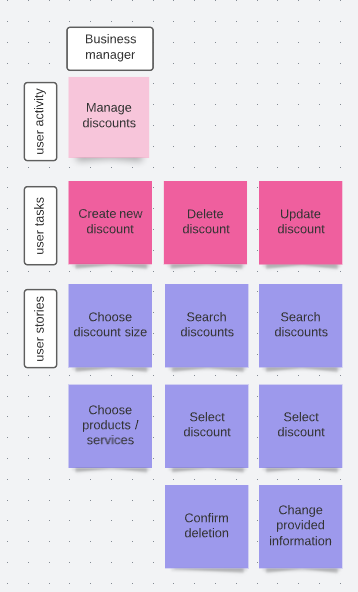 Business
manager
user activity
Manage
discounts
user tasks
Create new
discount
Delete
discount
Update
discount
user stories
Choose
discount size
Search
discounts
Search
discounts
Choose
products /
services
Select
discount
Select
discount
Confirm
deletion
Change
provided
information